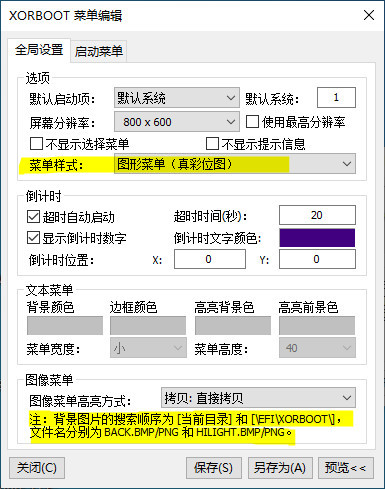 XORBOOT 菜单编辑
全局设置 启动菜单
选项
默认启动项： 默认系统 默认系统： 1
屏幕分辨率： 800 x 600 使用最高分辨率
不显示选择菜单 不显示提示信息
菜单样式： 图形菜单（真彩位图）
倒计时
超时自动启动 超时时间(秒)： 20
显示倒计时数字 倒计时文字颜色:
倒计时位置： X: 0 Y: 0
文本菜单
背景颜色 边框颜色 高亮背景色 高亮前景色
菜单宽度： 小 菜单高度： 40
图像菜单
图像菜单高亮方式： 拷贝: 直接拷贝
注：背景图片的搜索顺序为 [当前目录] 和 [\EFI\XORBOOT\]，
文件名分别为 BACK.BMP/PNG 和 HILIGHT.BMP/PNG。
关闭(C) 保存(S) 另存为(A) 预览<<